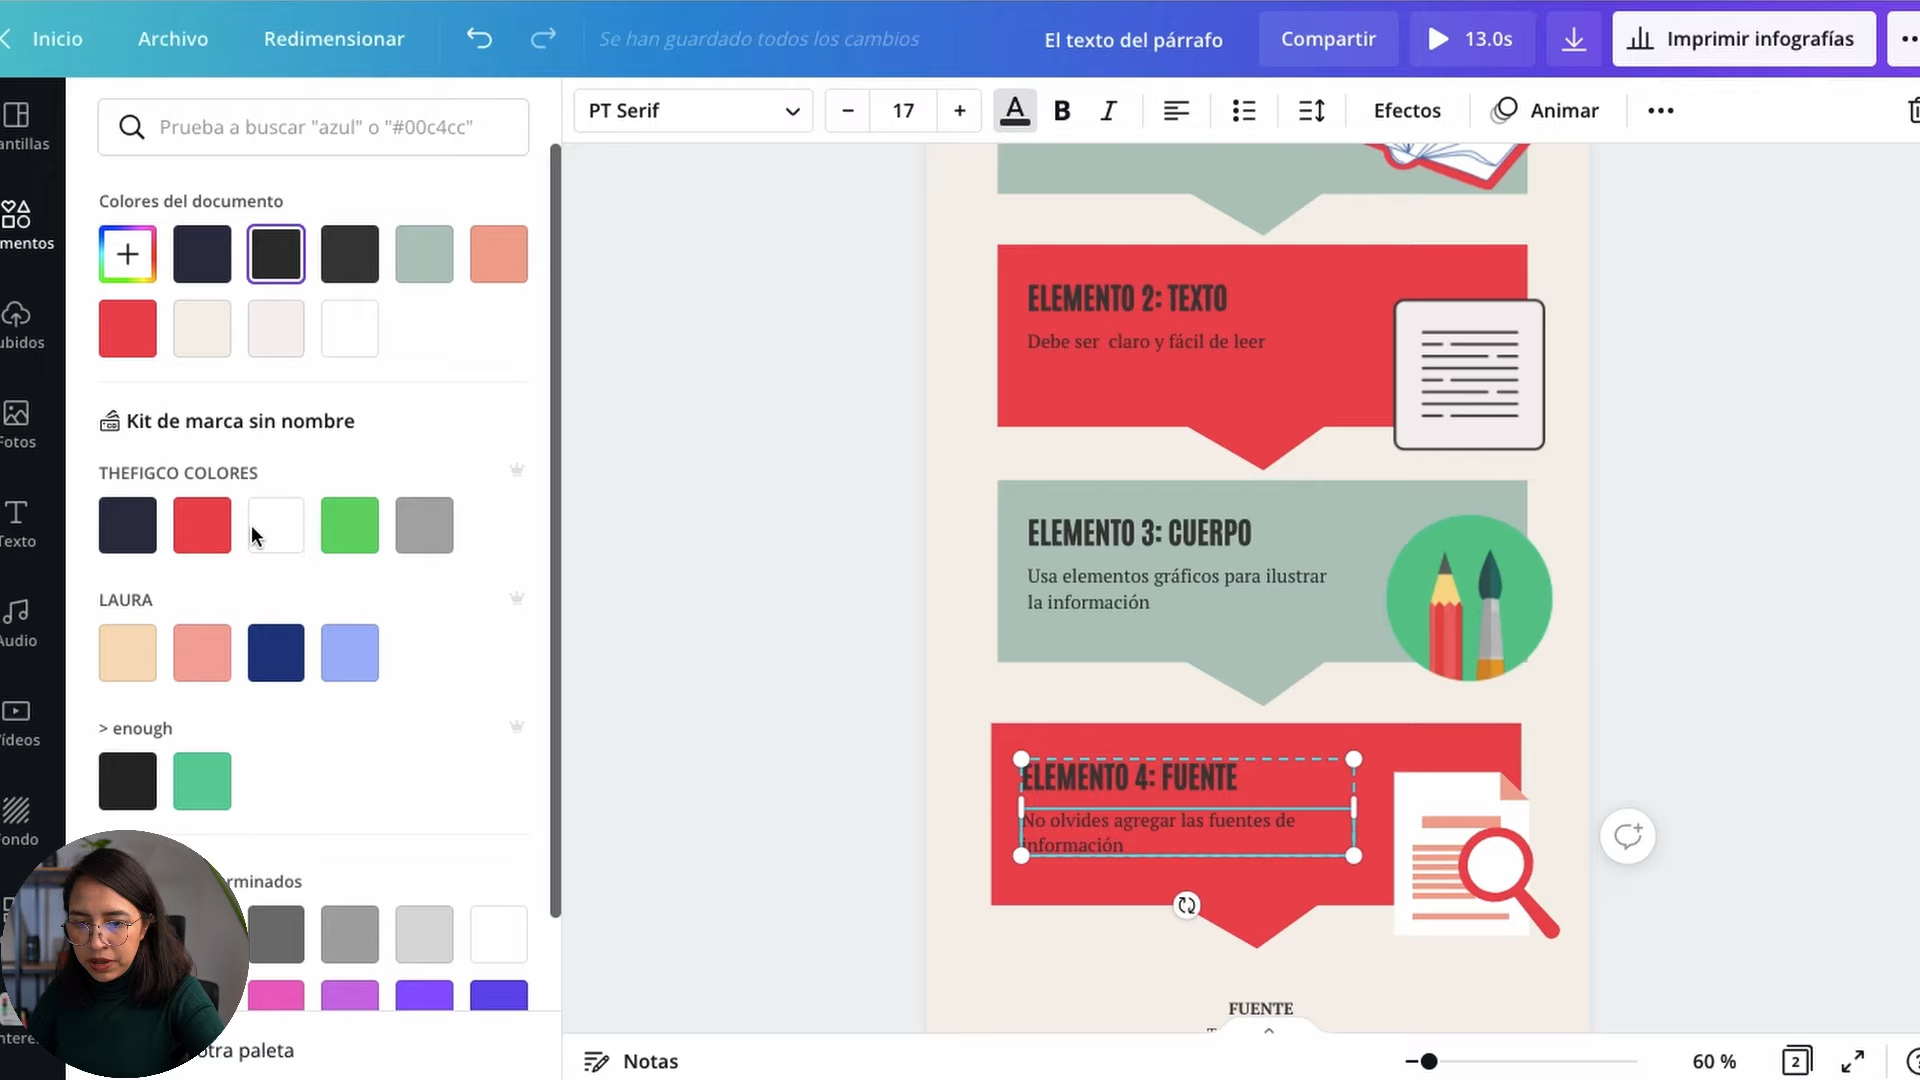 Inicio
Archivo
Redimensionar
Se han guardado todos los cambios
El texto del párrafo
Compartir
13.0s
Imprimir infografías
antillas
mentos
ubidos
Fotos
Texto
Audio
ídeos
Fondo
Prueba a buscar "azul" o "#00c4cc"
Colores del documento
Kit de marca sin nombre
THEFIGCO COLORES
LAURA
> enough
rminados
otra paleta
PT Serif
17
A
B
I
Efectos
Animar
ELEMENTO 2: TEXTO
Debe ser  claro y fácil de leer
ELEMENTO 3: CUERPO
Usa elementos gráficos para ilustrar
la información
ELEMENTO 4: FUENTE
No olvides agregar las fuentes de
información
FUENTE
Notas
60 %
2